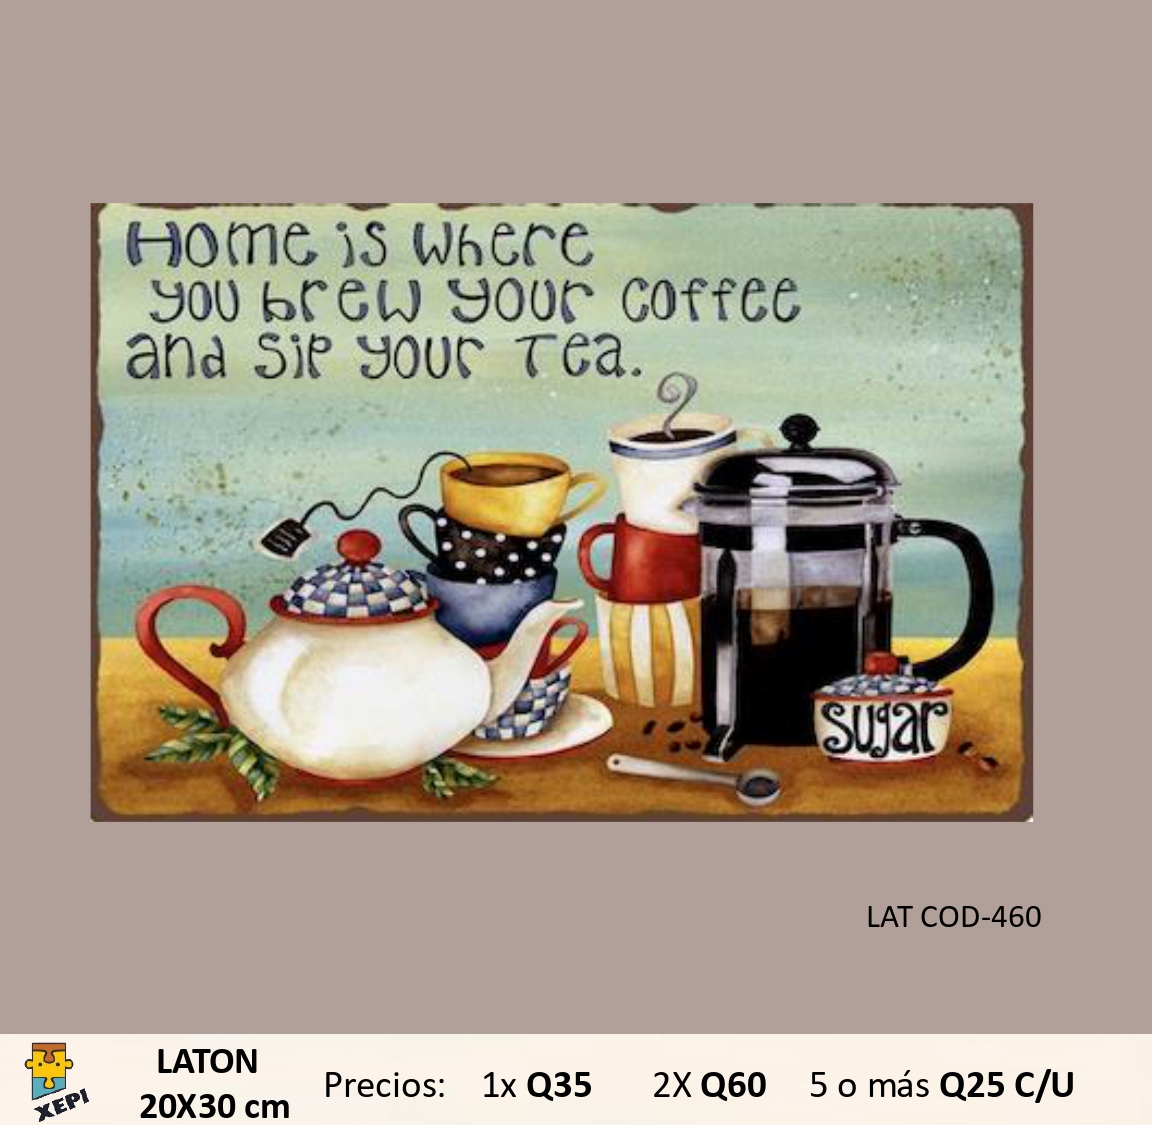 Home is where
you brew your coffee
and sip your Tea.
sugar
LAT COD-460
XEPI
LATON
20X30 cm
Precios: 1x Q35 2X Q60 5 o más Q25 C/U